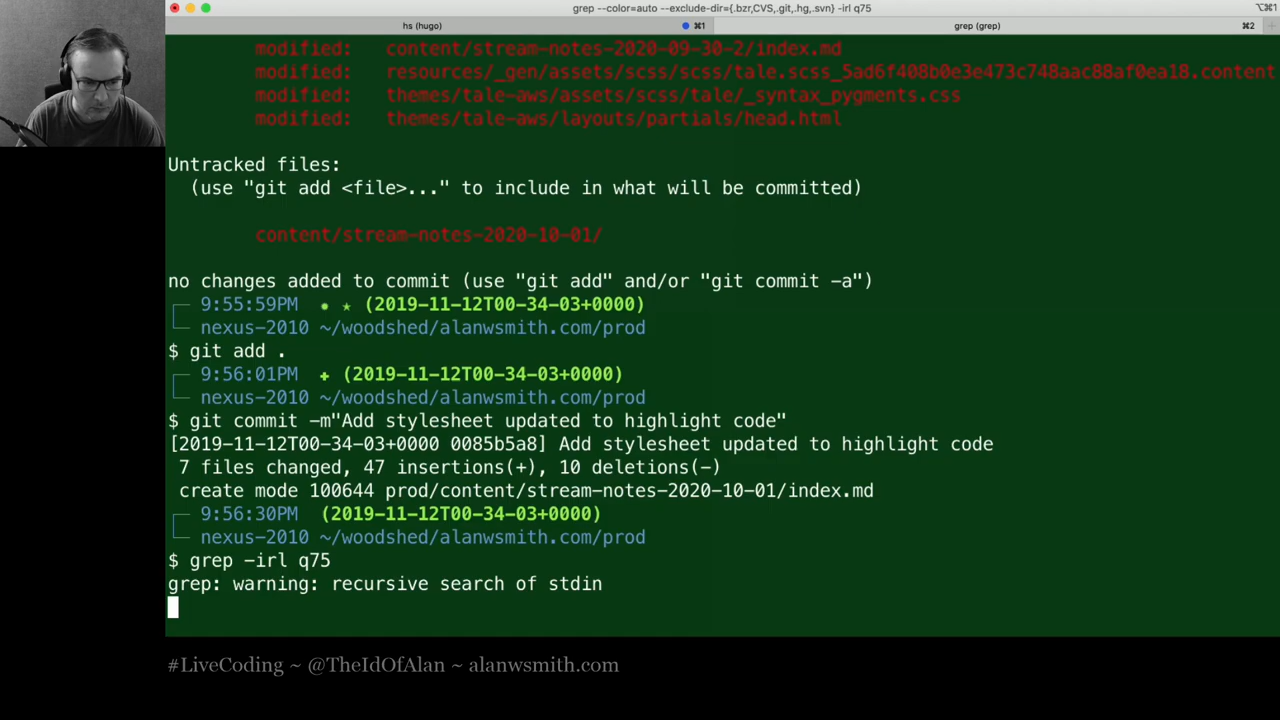 grep --color=auto --exclude-dir={.bzr,CVS,.git,.hg,.svn} -irl q75
⌥⌘1
hs (hugo)
⌘1
grep (grep)
⌘2
modified: content/stream-notes-2020-09-30-2/index.md
modified: resources/_gen/assets/scss/scss/tale.scss_5ad6f408b0e3e473c748aac88af0ea18.content
modified: themes/tale-aws/assets/scss/tale/_syntax_pygments.css
modified: themes/tale-aws/layouts/partials/head.html
Untracked files:
(use "git add <file>..." to include in what will be committed)
content/stream-notes-2020-10-01/
no changes added to commit (use "git add" and/or "git commit -a")
9:55:59PM ● ★ (2019-11-12T00-34-03+0000)
nexus-2010 ~/woodshed/alanwsmith.com/prod
$ git add .
9:56:01PM ✚ (2019-11-12T00-34-03+0000)
nexus-2010 ~/woodshed/alanwsmith.com/prod
$ git commit -m"Add stylesheet updated to highlight code"
[2019-11-12T00-34-03+0000 0085b5a8] Add stylesheet updated to highlight code
7 files changed, 47 insertions(+), 10 deletions(-)
create mode 100644 prod/content/stream-notes-2020-10-01/index.md
9:56:30PM (2019-11-12T00-34-03+0000)
nexus-2010 ~/woodshed/alanwsmith.com/prod
$ grep -irl q75
grep: warning: recursive search of stdin
#LiveCoding ~ @TheIdOfAlan ~ alanwsmith.com